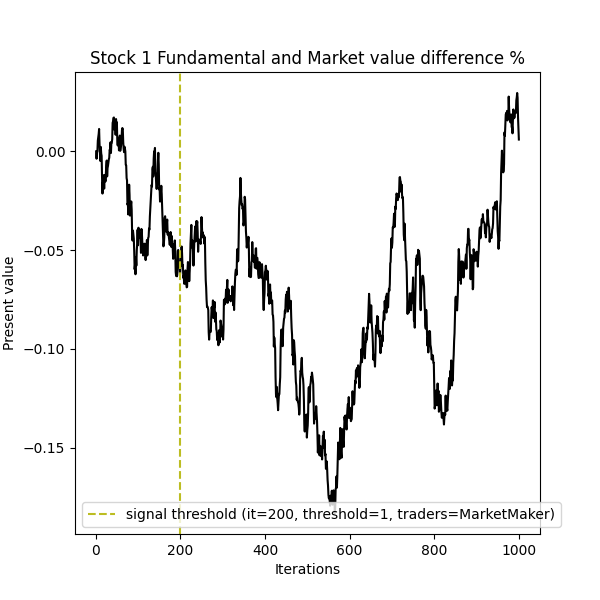 Stock 1 Fundamental and Market value difference %
Present value
0.00
−0.05
−0.10
−0.15
signal threshold (it=200, threshold=1, traders=MarketMaker)
0 200 400 600 800 1000
Iterations